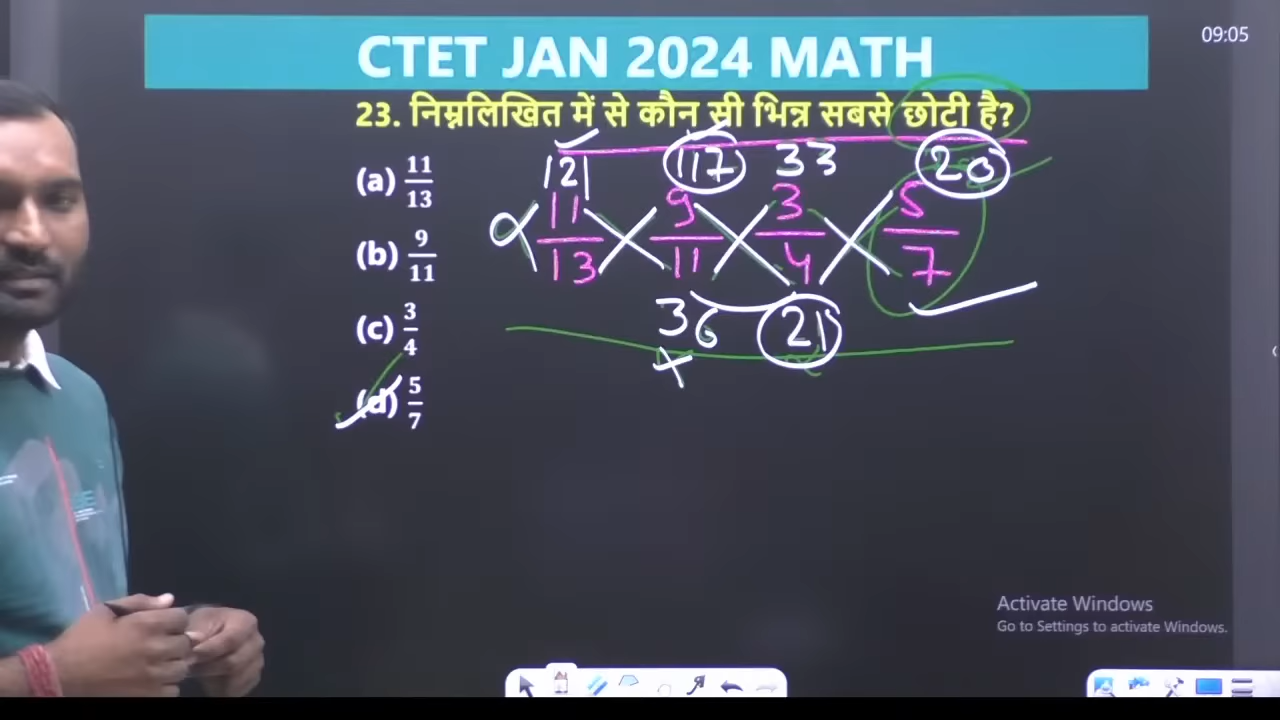 09:05
CTET JAN 2024 MATH
23. निम्नलिखित में से कौन सी भिन्न सबसे छोटी है?
121 117 33 20
(a) 11/13
11/13 9/11 3/4 5/7
(b) 9/11
36 21
(c) 3/4
(d) 5/7
Activate Windows
Go to Settings to activate Windows.